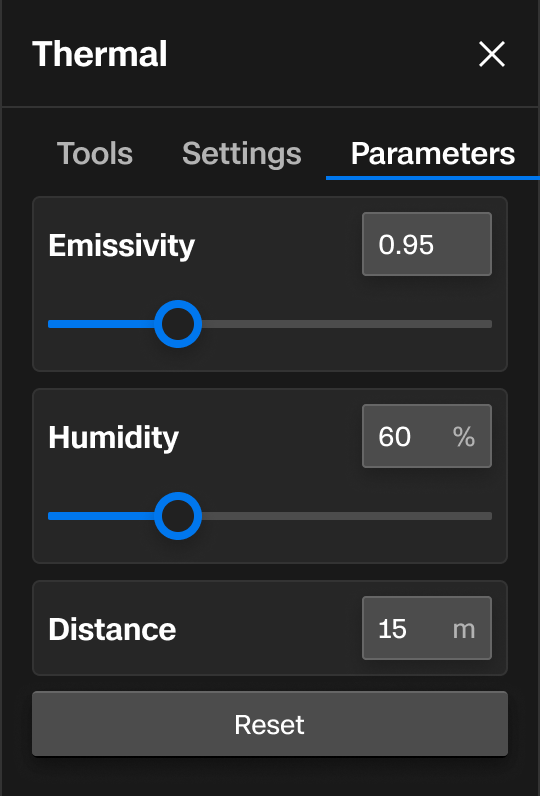 Thermal
Tools Settings Parameters
Emissivity 0.95
Humidity 60 %
Distance 15 m
Reset